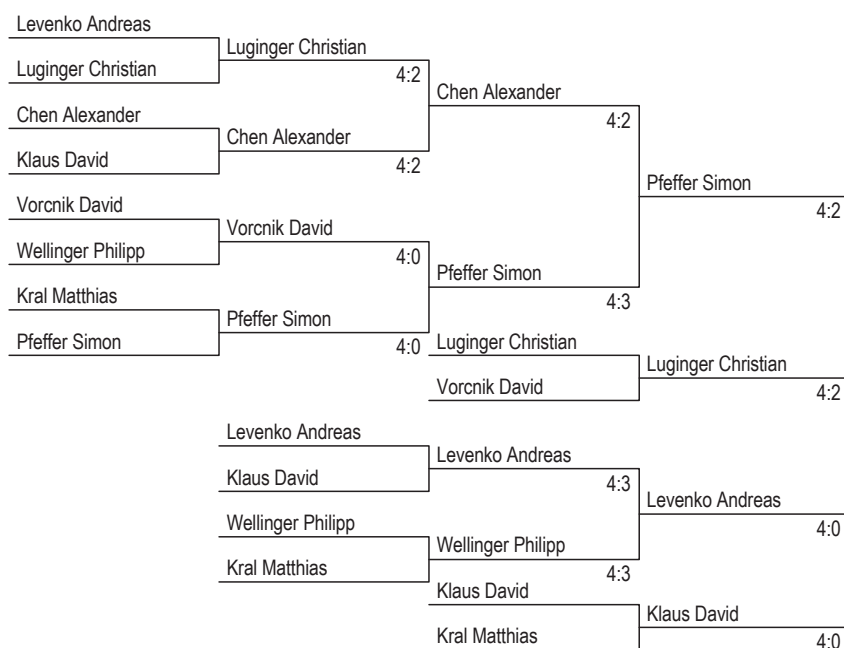 Levenko Andreas
Luginger Christian
Luginger Christian
4:2
Chen Alexander
Chen Alexander
4:2
Chen Alexander
Klaus David
4:2
Pfeffer Simon
4:2
Vorcnik David
Vorcnik David
Wellinger Philipp
4:0
Pfeffer Simon
Kral Matthias
4:3
Pfeffer Simon
Pfeffer Simon
4:0
Luginger Christian
Luginger Christian
Vorcnik David
4:2
Levenko Andreas
Levenko Andreas
Klaus David
4:3
Levenko Andreas
Wellinger Philipp
4:0
Wellinger Philipp
Kral Matthias
4:3
Klaus David
Klaus David
Kral Matthias
4:0